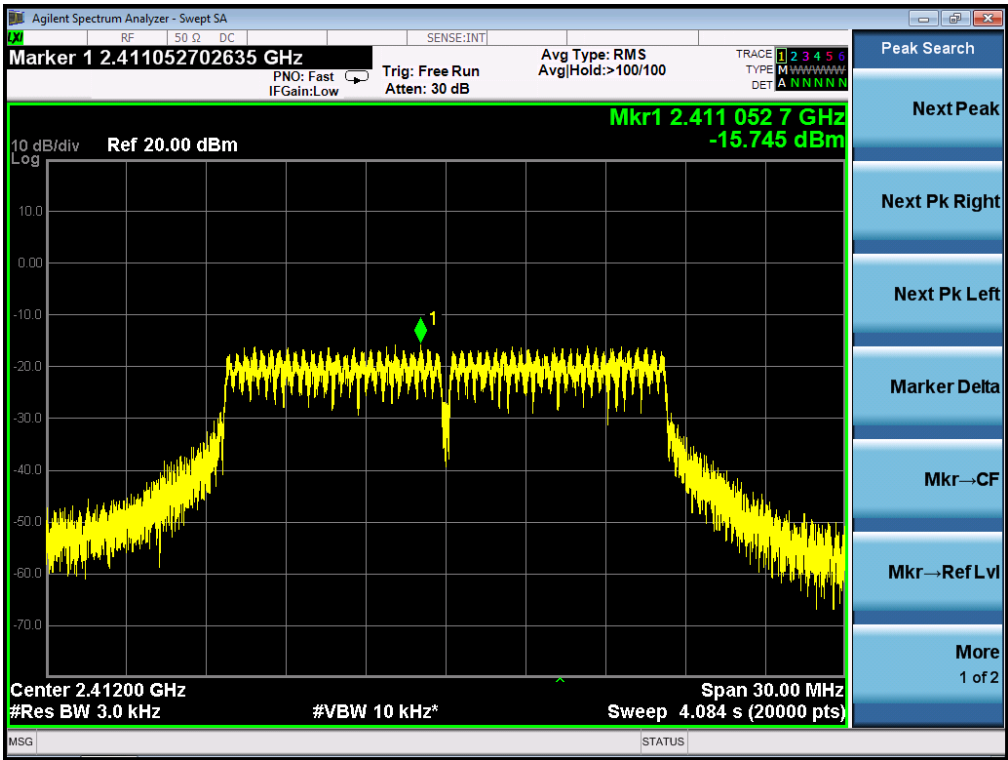 Agilent Spectrum Analyzer - Swept SA
LXI RF 50 Ω DC SENSE:INT
Marker 1 2.411052702635 GHz
PNO: Fast
IFGain:Low
Trig: Free Run
Atten: 30 dB
Avg Type: RMS
Avg|Hold:>100/100
TRACE 1 2 3 4 5 6
TYPE M WWWWW
DET A N N N N N
Mkr1 2.411 052 7 GHz
-15.745 dBm
10 dB/div Ref 20.00 dBm
Log
10.0
0.00
-10.0
1
-20.0
-30.0
-40.0
-50.0
-60.0
-70.0
Center 2.41200 GHz Span 30.00 MHz
#Res BW 3.0 kHz #VBW 10 kHz* Sweep 4.084 s (20000 pts)
MSG STATUS
Peak Search
Next Peak
Next Pk Right
Next Pk Left
Marker Delta
Mkr→CF
Mkr→Ref Lvl
More
1 of 2